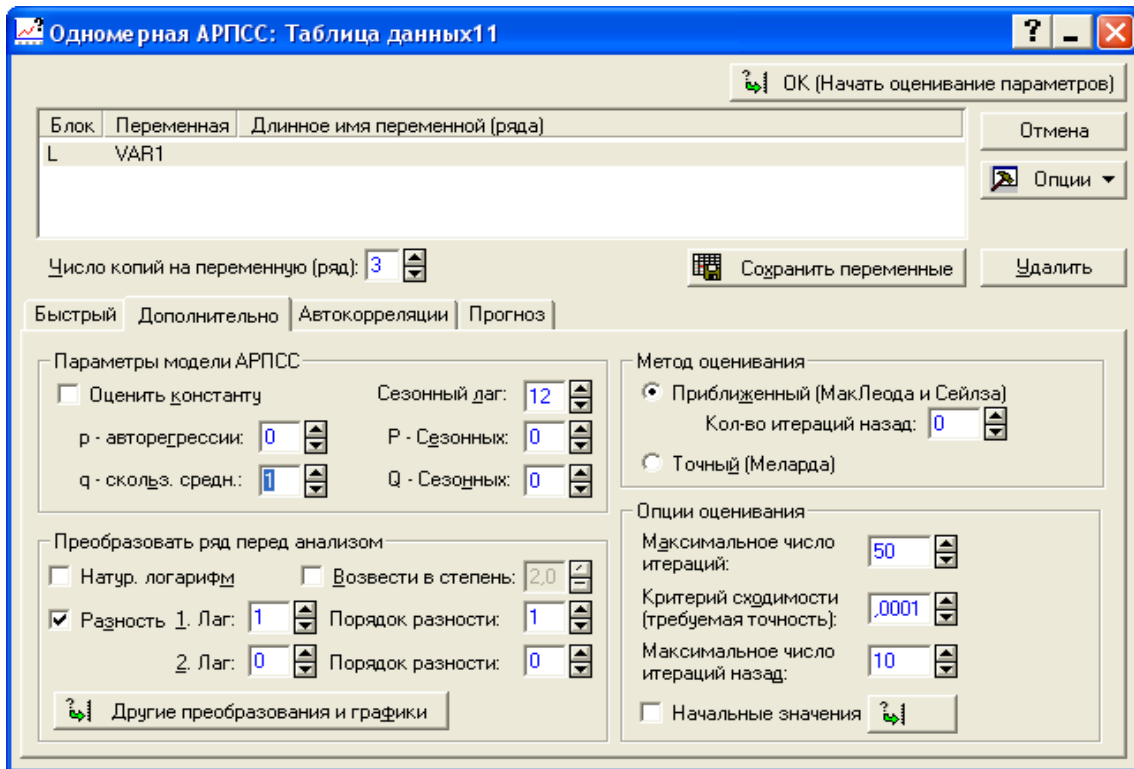 Одномерная АРПСС: Таблица данных11
OK (Начать оценивание параметров)
Блок Переменная Длинное имя переменной (ряда)
L VAR1
Отмена
Опции
Число копий на переменную (ряд): 3
Сохранить переменные
Удалить
Быстрый Дополнительно Автокорреляции Прогноз
Параметры модели АРПСС
Оценить константу
Сезонный лаг: 12
p - авторегрессии: 0
P - Сезонных: 0
q - скольз. средн.: 1
Q - Сезонных: 0
Преобразовать ряд перед анализом
Натур. логарифм
Возвести в степень: 2,0
Разность 1. Лаг: 1 Порядок разности: 1
2. Лаг: 0 Порядок разности: 0
Другие преобразования и графики
Метод оценивания
Приближенный (МакЛеода и Сейлза)
Кол-во итераций назад: 0
Точный (Меларда)
Опции оценивания
Максимальное число
итераций: 50
Критерий сходимости
(требуемая точность): ,0001
Максимальное число
итераций назад: 10
Начальные значения